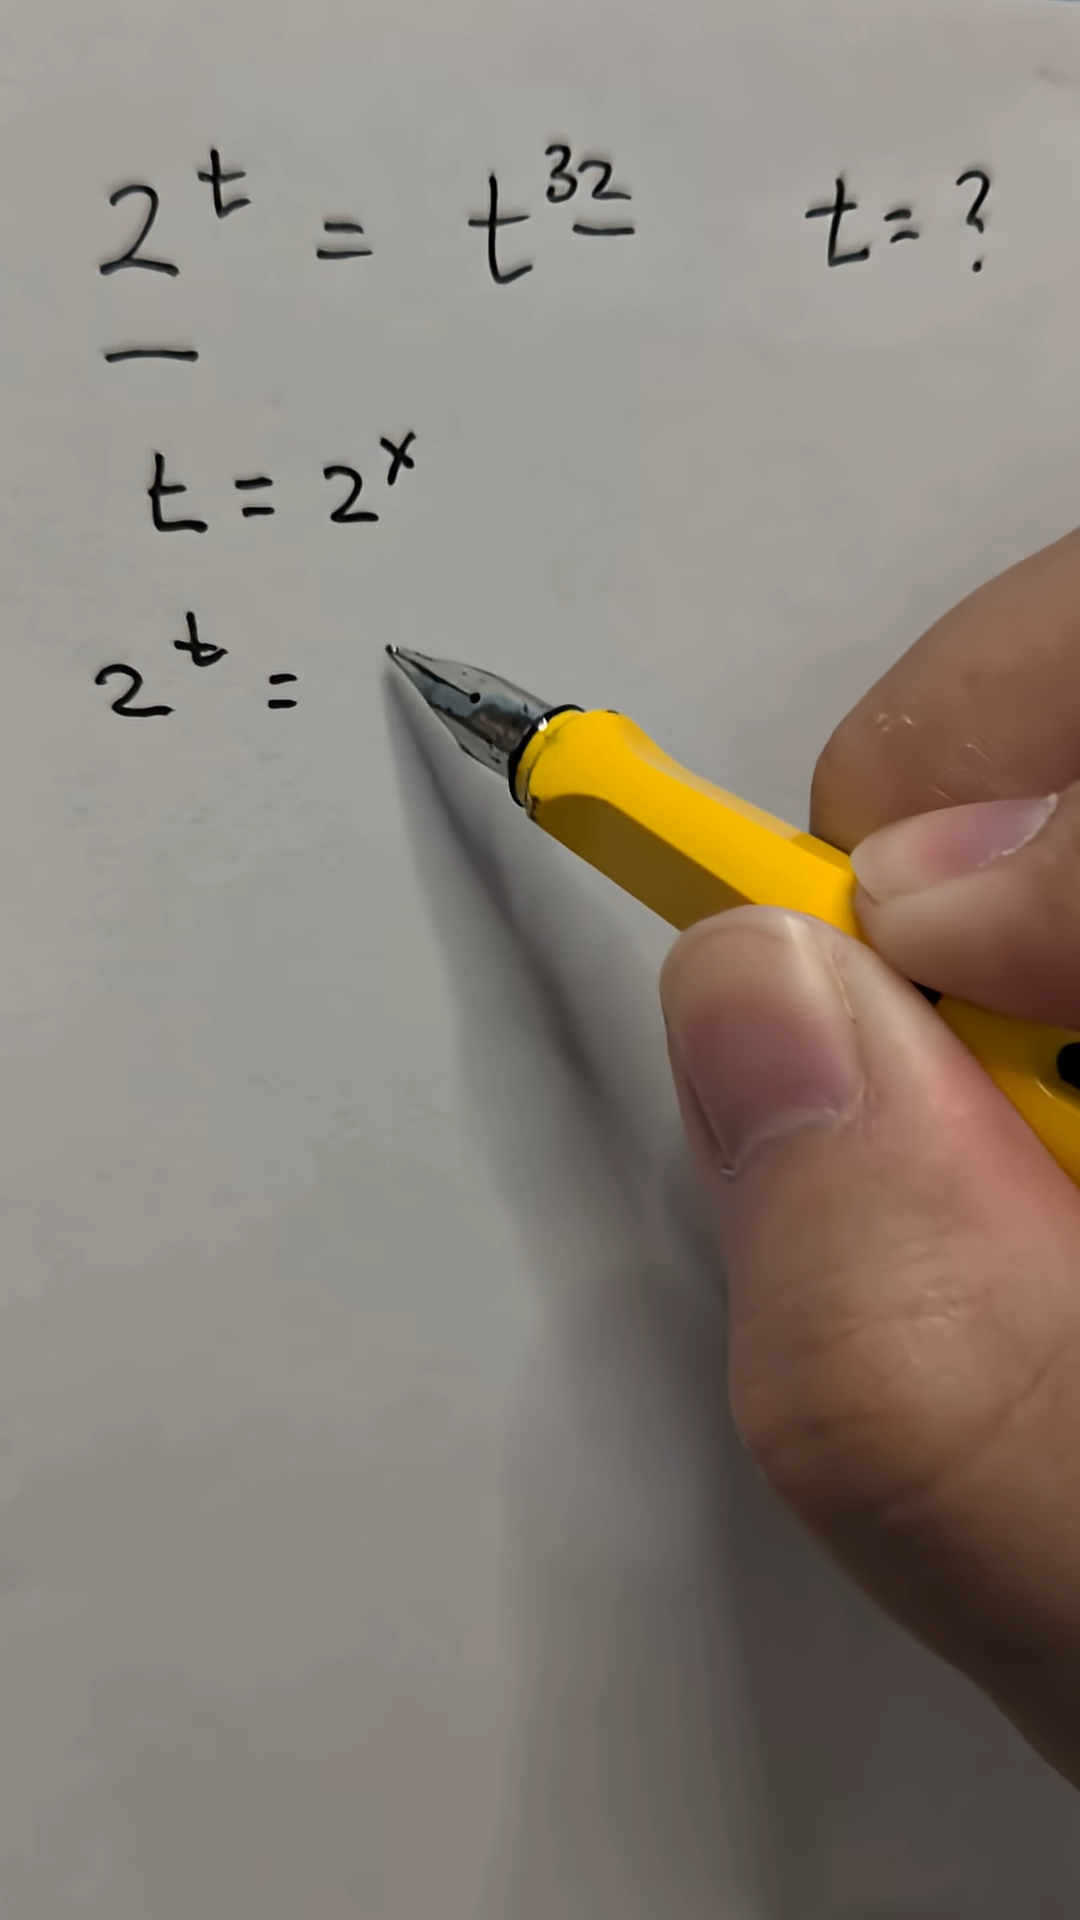 2^t = t^32 t = ?
t = 2^x
2^t =